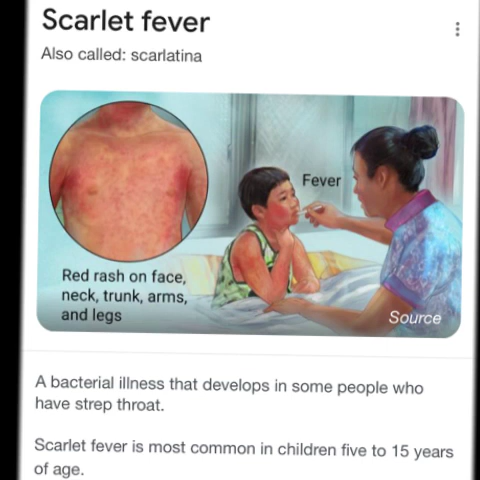 Scarlet fever
Also called: scarlatina
Fever
Red rash on face,
neck, trunk, arms,
and legs
Source
A bacterial illness that develops in some people who
have strep throat.
Scarlet fever is most common in children five to 15 years
of age.